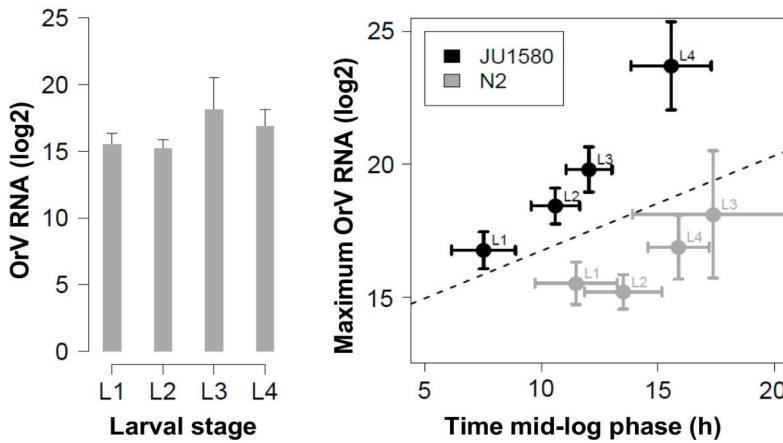 25
20
15
10
5
0
OrV RNA (log2)
L1 L2 L3 L4
Larval stage
25
20
15
Maximum OrV RNA (log2)
JU1580
N2
L4
L3
L2
L1
L3
L4
L1
L2
5 10 15 20
Time mid-log phase (h)